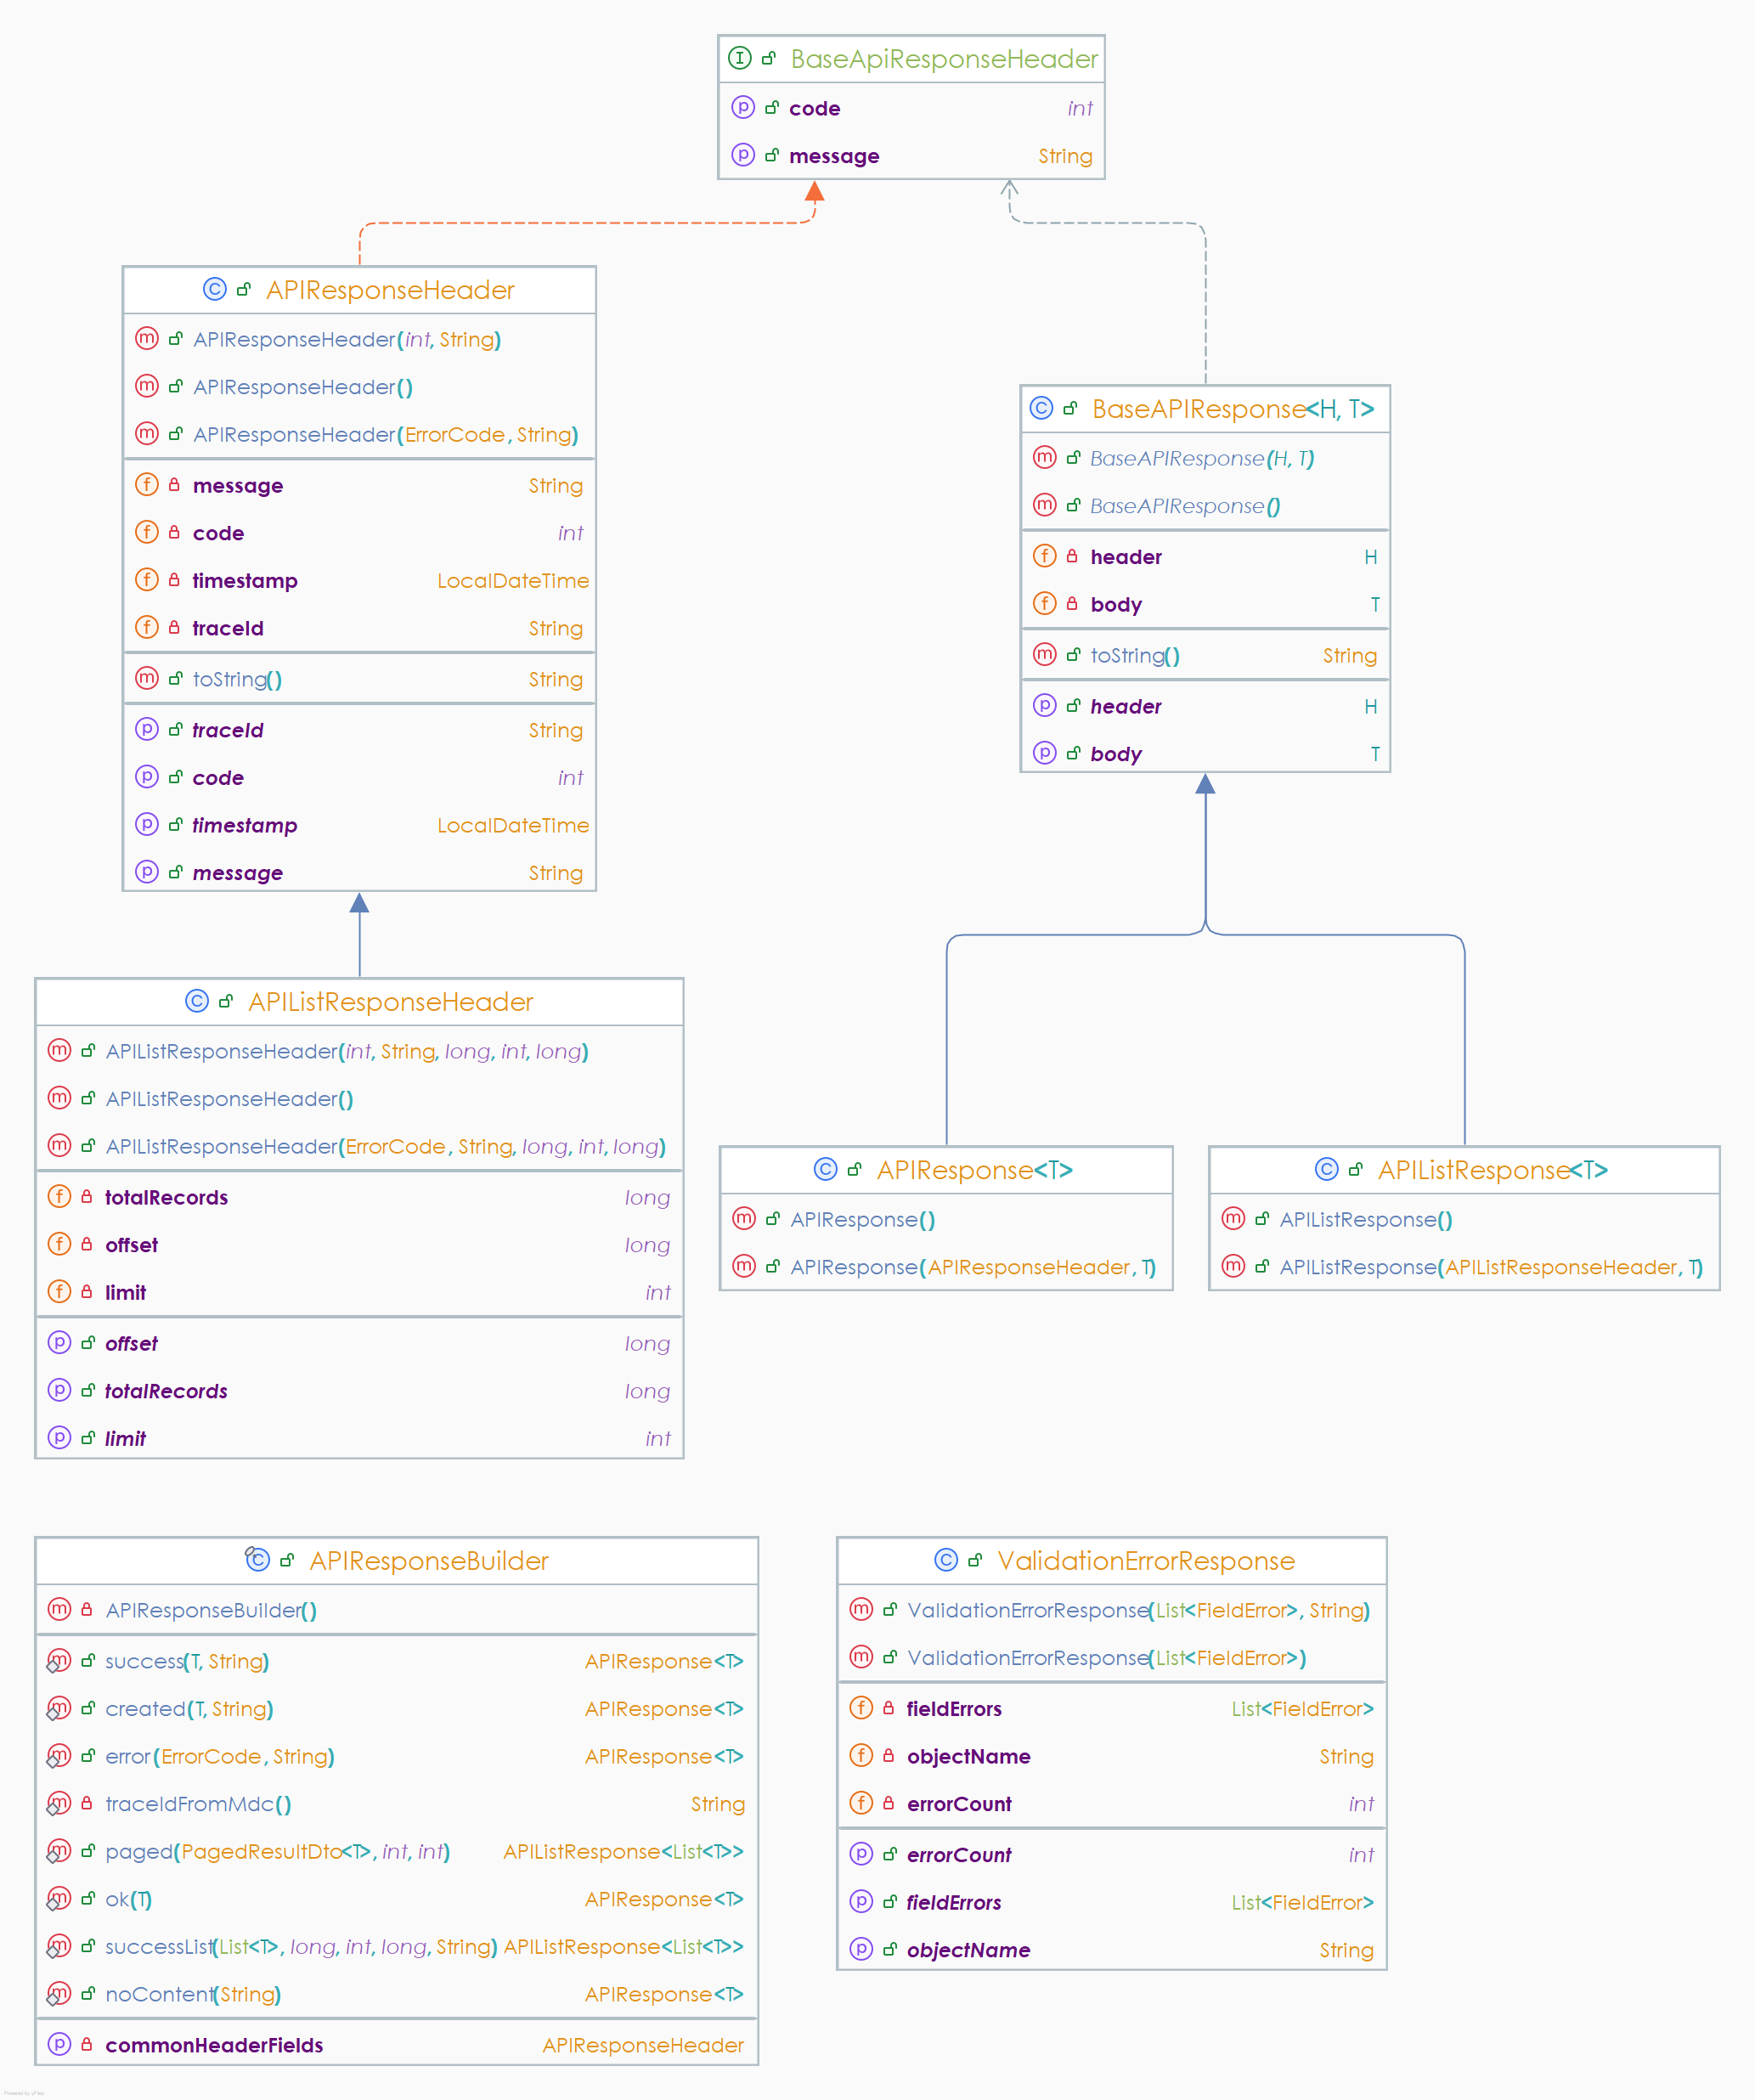 BaseApiResponseHeader
code int
message String
APIResponseHeader
APIResponseHeader(int, String)
APIResponseHeader()
APIResponseHeader(ErrorCode, String)
message String
code int
timestamp LocalDateTime
traceId String
toString() String
traceId String
code int
timestamp LocalDateTime
message String
BaseAPIResponse<H, T>
BaseAPIResponse(H, T)
BaseAPIResponse()
header H
body T
toString() String
header H
body T
APIListResponseHeader
APIListResponseHeader(int, String, long, int, long)
APIListResponseHeader()
APIListResponseHeader(ErrorCode, String, long, int, long)
totalRecords long
offset long
limit int
offset long
totalRecords long
limit int
APIResponse<T>
APIResponse()
APIResponse(APIResponseHeader, T)
APIListResponse<T>
APIListResponse()
APIListResponse(APIListResponseHeader, T)
APIResponseBuilder
APIResponseBuilder()
success(T, String) APIResponse<T>
created(T, String) APIResponse<T>
error(ErrorCode, String) APIResponse<T>
traceIdFromMdc() String
paged(PagedResultDto<T>, int, int) APIListResponse<List<T>>
ok(T) APIResponse<T>
successList(List<T>, long, int, long, String) APIListResponse<List<T>>
noContent(String) APIResponse<T>
commonHeaderFields APIResponseHeader
ValidationErrorResponse
ValidationErrorResponse(List<FieldError>, String)
ValidationErrorResponse(List<FieldError>)
fieldErrors List<FieldError>
objectName String
errorCount int
errorCount int
fieldErrors List<FieldError>
objectName String
Powered by yFiles